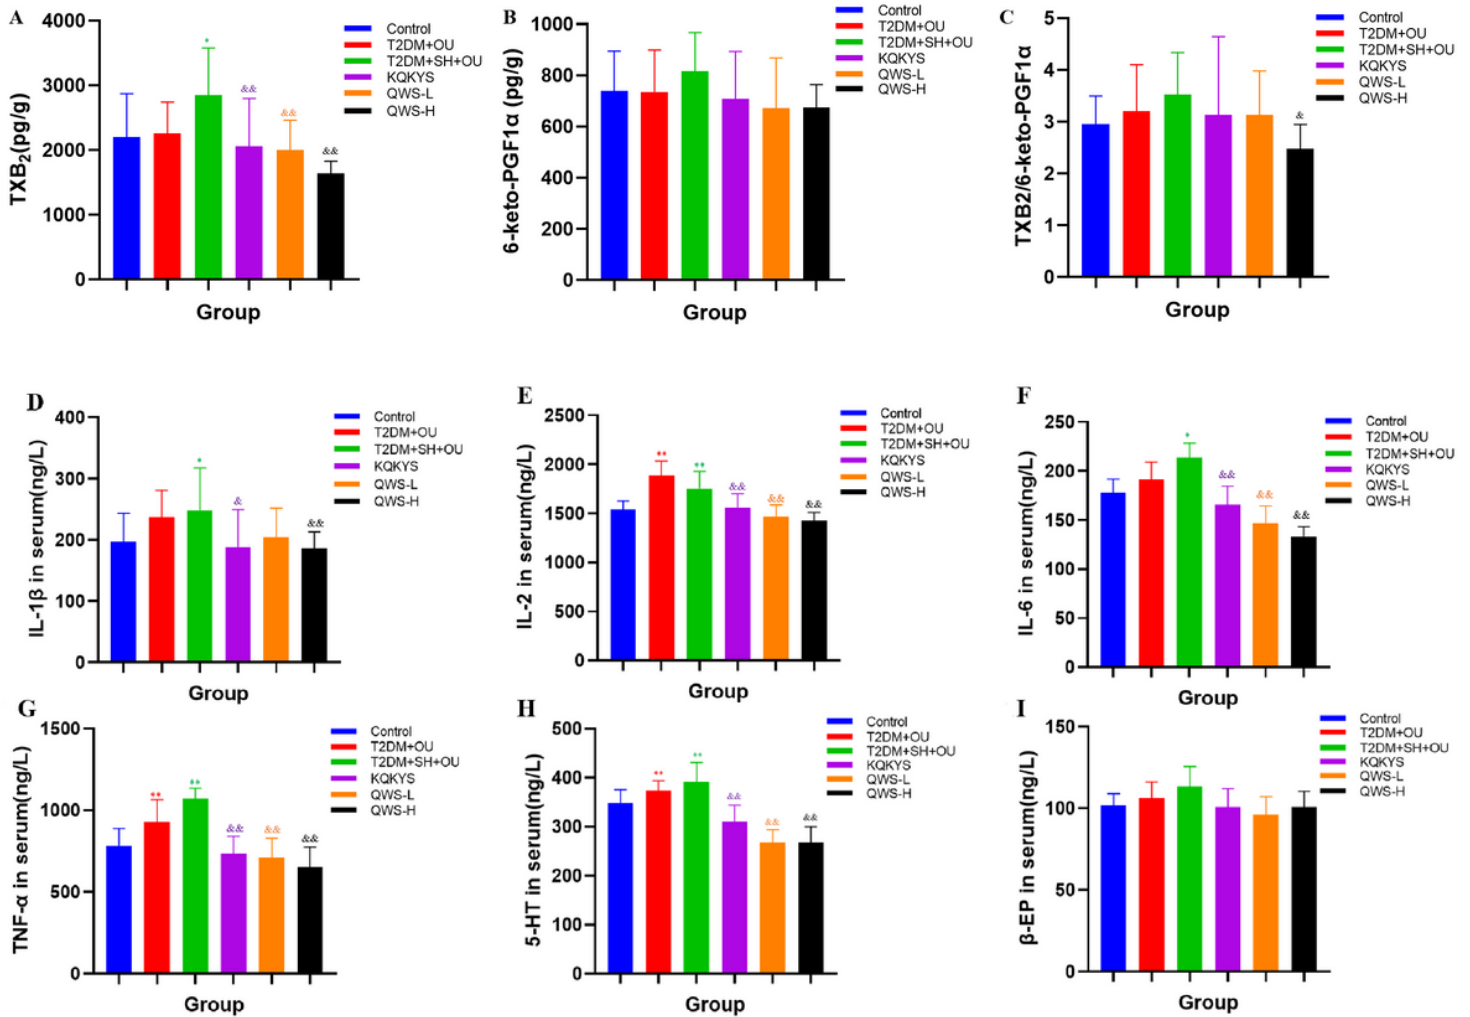 A
TXB2(pg/g)
4000
3000
2000
1000
0
*
&&
&&
&&
Group
Control
T2DM+OU
T2DM+SH+OU
KQKYS
QWS-L
QWS-H
B
6-keto-PGF1α (pg/g)
1000
800
600
400
200
0
Group
Control
T2DM+OU
T2DM+SH+OU
KQKYS
QWS-L
QWS-H
C
TXB2/6-keto-PGF1α
5
4
3
2
1
0
&
Group
Control
T2DM+OU
T2DM+SH+OU
KQKYS
QWS-L
QWS-H
D
IL-1β in serum(ng/L)
400
300
200
100
0
*
&
&&
Group
Control
T2DM+OU
T2DM+SH+OU
KQKYS
QWS-L
QWS-H
E
IL-2 in serum(ng/L)
2500
2000
1500
1000
500
0
**
**
&&
&&
&&
Group
Control
T2DM+OU
T2DM+SH+OU
KQKYS
QWS-L
QWS-H
F
IL-6 in serum(ng/L)
250
200
150
100
50
0
*
&&
&&
&&
Group
Control
T2DM+OU
T2DM+SH+OU
KQKYS
QWS-L
QWS-H
G
TNF-α in serum(ng/L)
1500
1000
500
0
**
**
&&
&&
&&
Group
Control
T2DM+OU
T2DM+SH+OU
KQKYS
QWS-L
QWS-H
H
5-HT in serum(ng/L)
500
400
300
200
100
0
**
**
&&
&&
&&
Group
Control
T2DM+OU
T2DM+SH+OU
KQKYS
QWS-L
QWS-H
I
β-EP in serum(ng/L)
150
100
50
0
Group
Control
T2DM+OU
T2DM+SH+OU
KQKYS
QWS-L
QWS-H